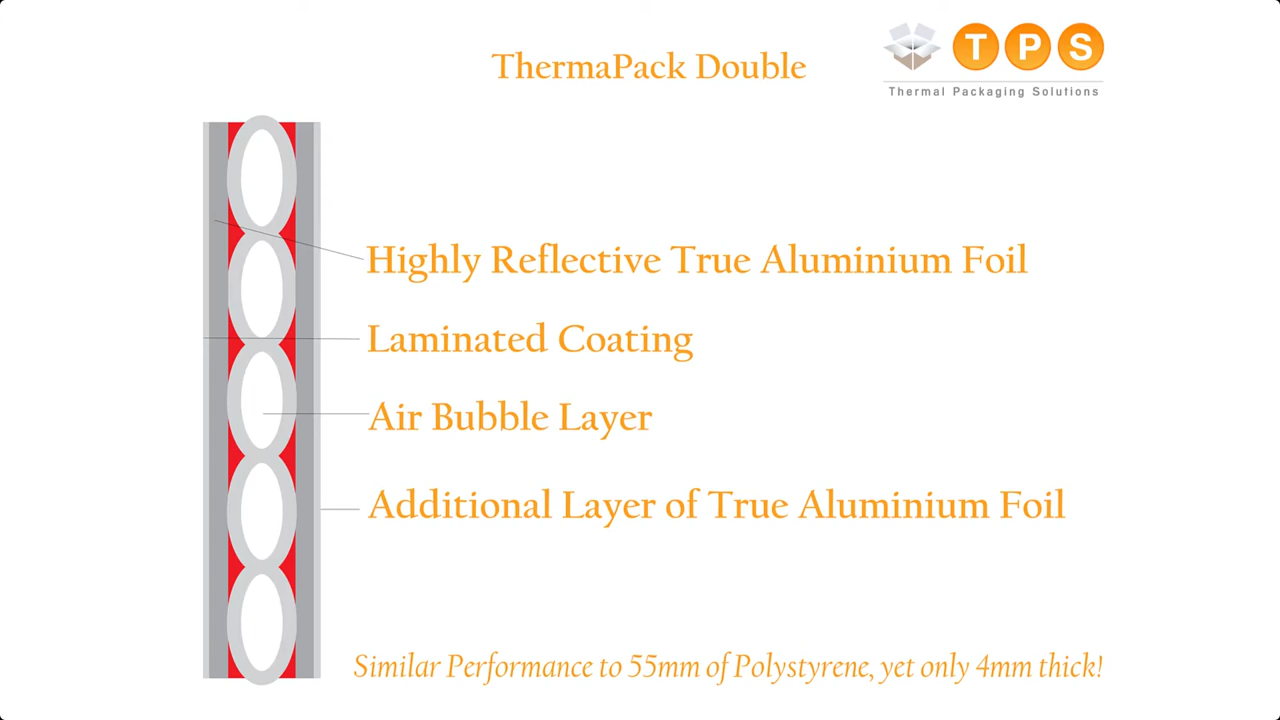 ThermaPack Double
TPS
Thermal Packaging Solutions
Highly Reflective True Aluminium Foil
Laminated Coating
Air Bubble Layer
Additional Layer of True Aluminium Foil
Similar Performance to 55mm of Polystyrene, yet only 4mm thick!